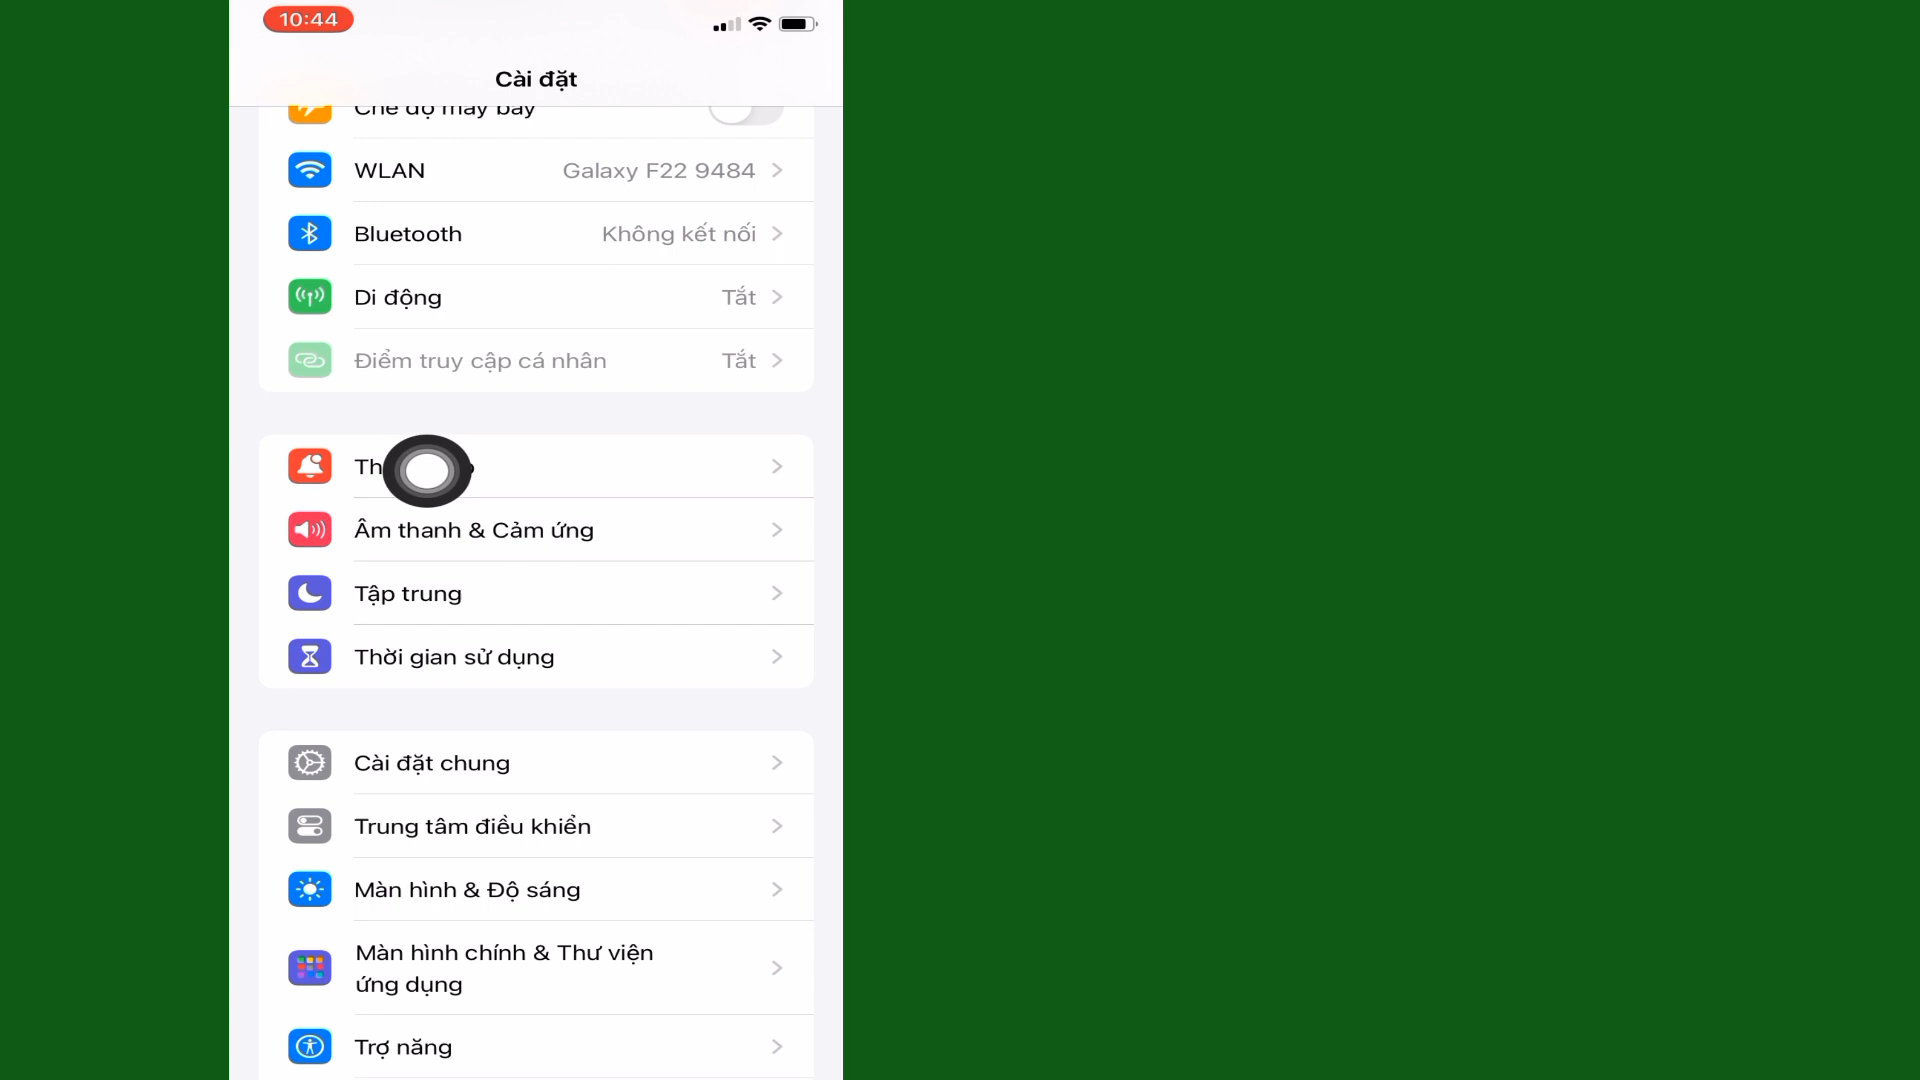 10:44
Cài đặt
Chế độ máy bay
WLAN
Galaxy F22 9484
Bluetooth
Không kết nối
Di động
Tắt
Điểm truy cập cá nhân
Tắt
Âm thanh & Cảm ứng
Tập trung
Thời gian sử dụng
Cài đặt chung
Trung tâm điều khiển
Màn hình & Độ sáng
Màn hình chính & Thư viện
ứng dụng
Trợ năng